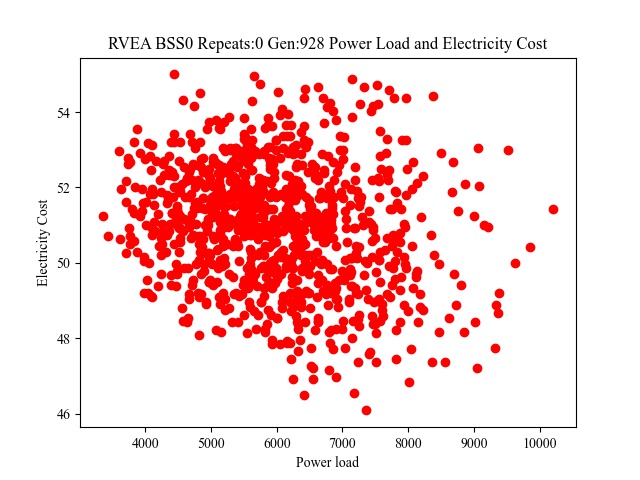 RVEA BSS0 Repeats:0 Gen:928 Power Load and Electricity Cost
Electricity Cost
54
52
50
48
46
4000 5000 6000 7000 8000 9000 10000
Power load